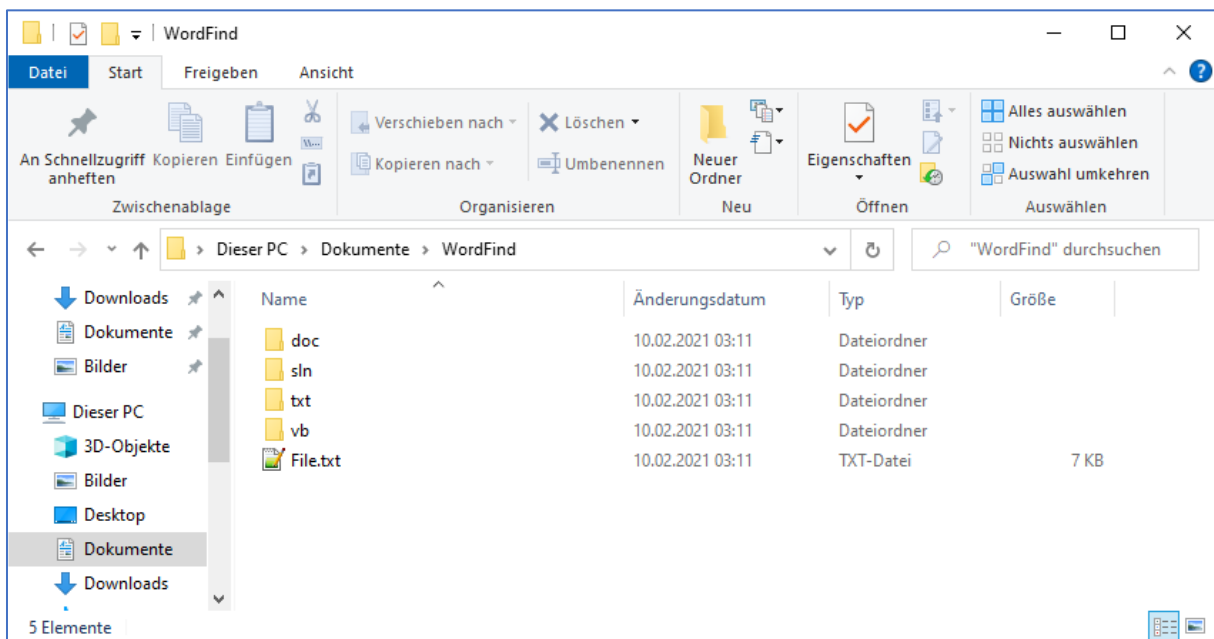 WordFind
Datei Start Freigeben Ansicht
An Schnellzugriff anheften
Kopieren
Einfügen
Verschieben nach
Kopieren nach
Löschen
Umbenennen
Neuer
Ordner
Eigenschaften
Alles auswählen
Nichts auswählen
Auswahl umkehren
Zwischenablage Organisieren Neu Öffnen Auswählen
Dieser PC Dokumente WordFind
"WordFind" durchsuchen
Downloads
Dokumente
Bilder
Dieser PC
3D-Objekte
Bilder
Desktop
Dokumente
Downloads
Name Änderungsdatum Typ Größe
doc 10.02.2021 03:11 Dateiordner
sln 10.02.2021 03:11 Dateiordner
txt 10.02.2021 03:11 Dateiordner
vb 10.02.2021 03:11 Dateiordner
File.txt 10.02.2021 03:11 TXT-Datei 7 KB
5 Elemente